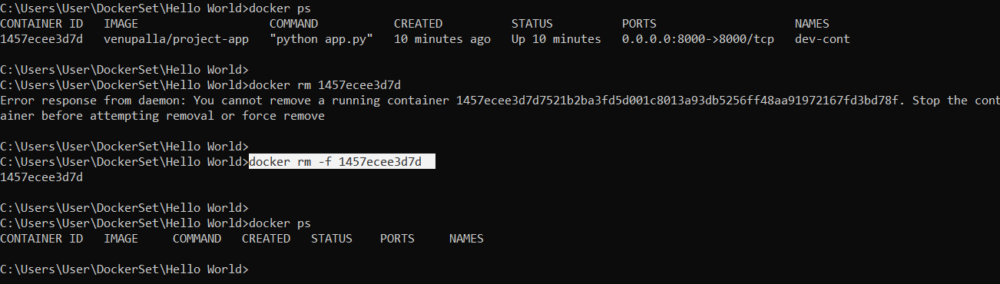 C:\Users\User\DockerSet\Hello World>docker ps
CONTAINER ID   IMAGE                   COMMAND           CREATED          STATUS          PORTS                    NAMES
1457ecee3d7d   venupalla/project-app   "python app.py"   10 minutes ago   Up 10 minutes   0.0.0.0:8000->8000/tcp   dev-cont
C:\Users\User\DockerSet\Hello World>
C:\Users\User\DockerSet\Hello World>docker rm 1457ecee3d7d
Error response from daemon: You cannot remove a running container 1457ecee3d7d7521b2ba3fd5d001c8013a93db5256ff48aa91972167fd3bd78f. Stop the cont
ainer before attempting removal or force remove
C:\Users\User\DockerSet\Hello World>
C:\Users\User\DockerSet\Hello World>docker rm -f 1457ecee3d7d
1457ecee3d7d
C:\Users\User\DockerSet\Hello World>
C:\Users\User\DockerSet\Hello World>docker ps
CONTAINER ID   IMAGE     COMMAND   CREATED   STATUS    PORTS     NAMES
C:\Users\User\DockerSet\Hello World>